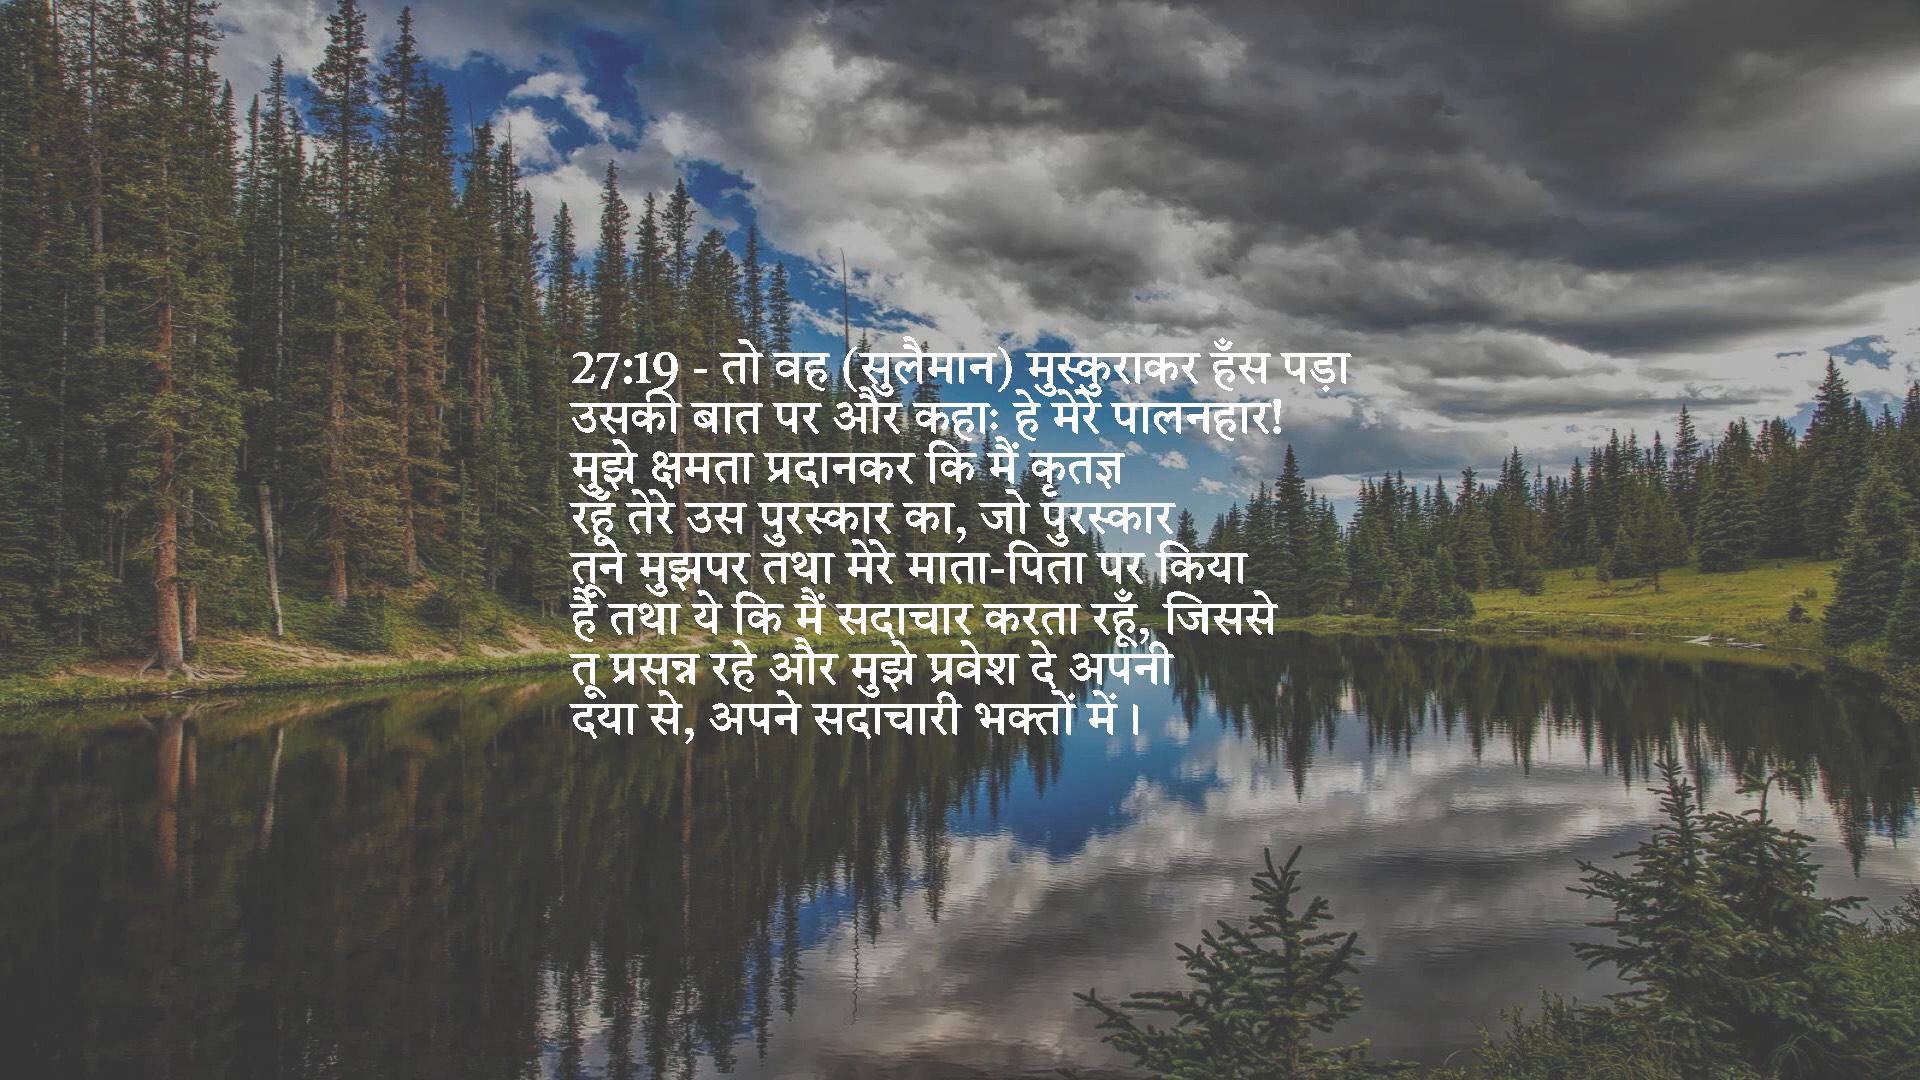 27:19 - तो वह (सुलैमान) मुस्कुराकर हँस पड़ा
उसकी बात पर और कहाः हे मेरे पालनहार!
मुझे क्षमता प्रदानकर कि मैं कृतज्ञ
रहूँ तेरे उस पुरस्कार का, जो पुरस्कार
तूने मुझपर तथा मेरे माता-पिता पर किया
है तथा ये कि मैं सदाचार करता रहूँ, जिससे
तू प्रसन्न रहे और मुझे प्रवेश दे अपनी
दया से, अपने सदाचारी भक्तों में।